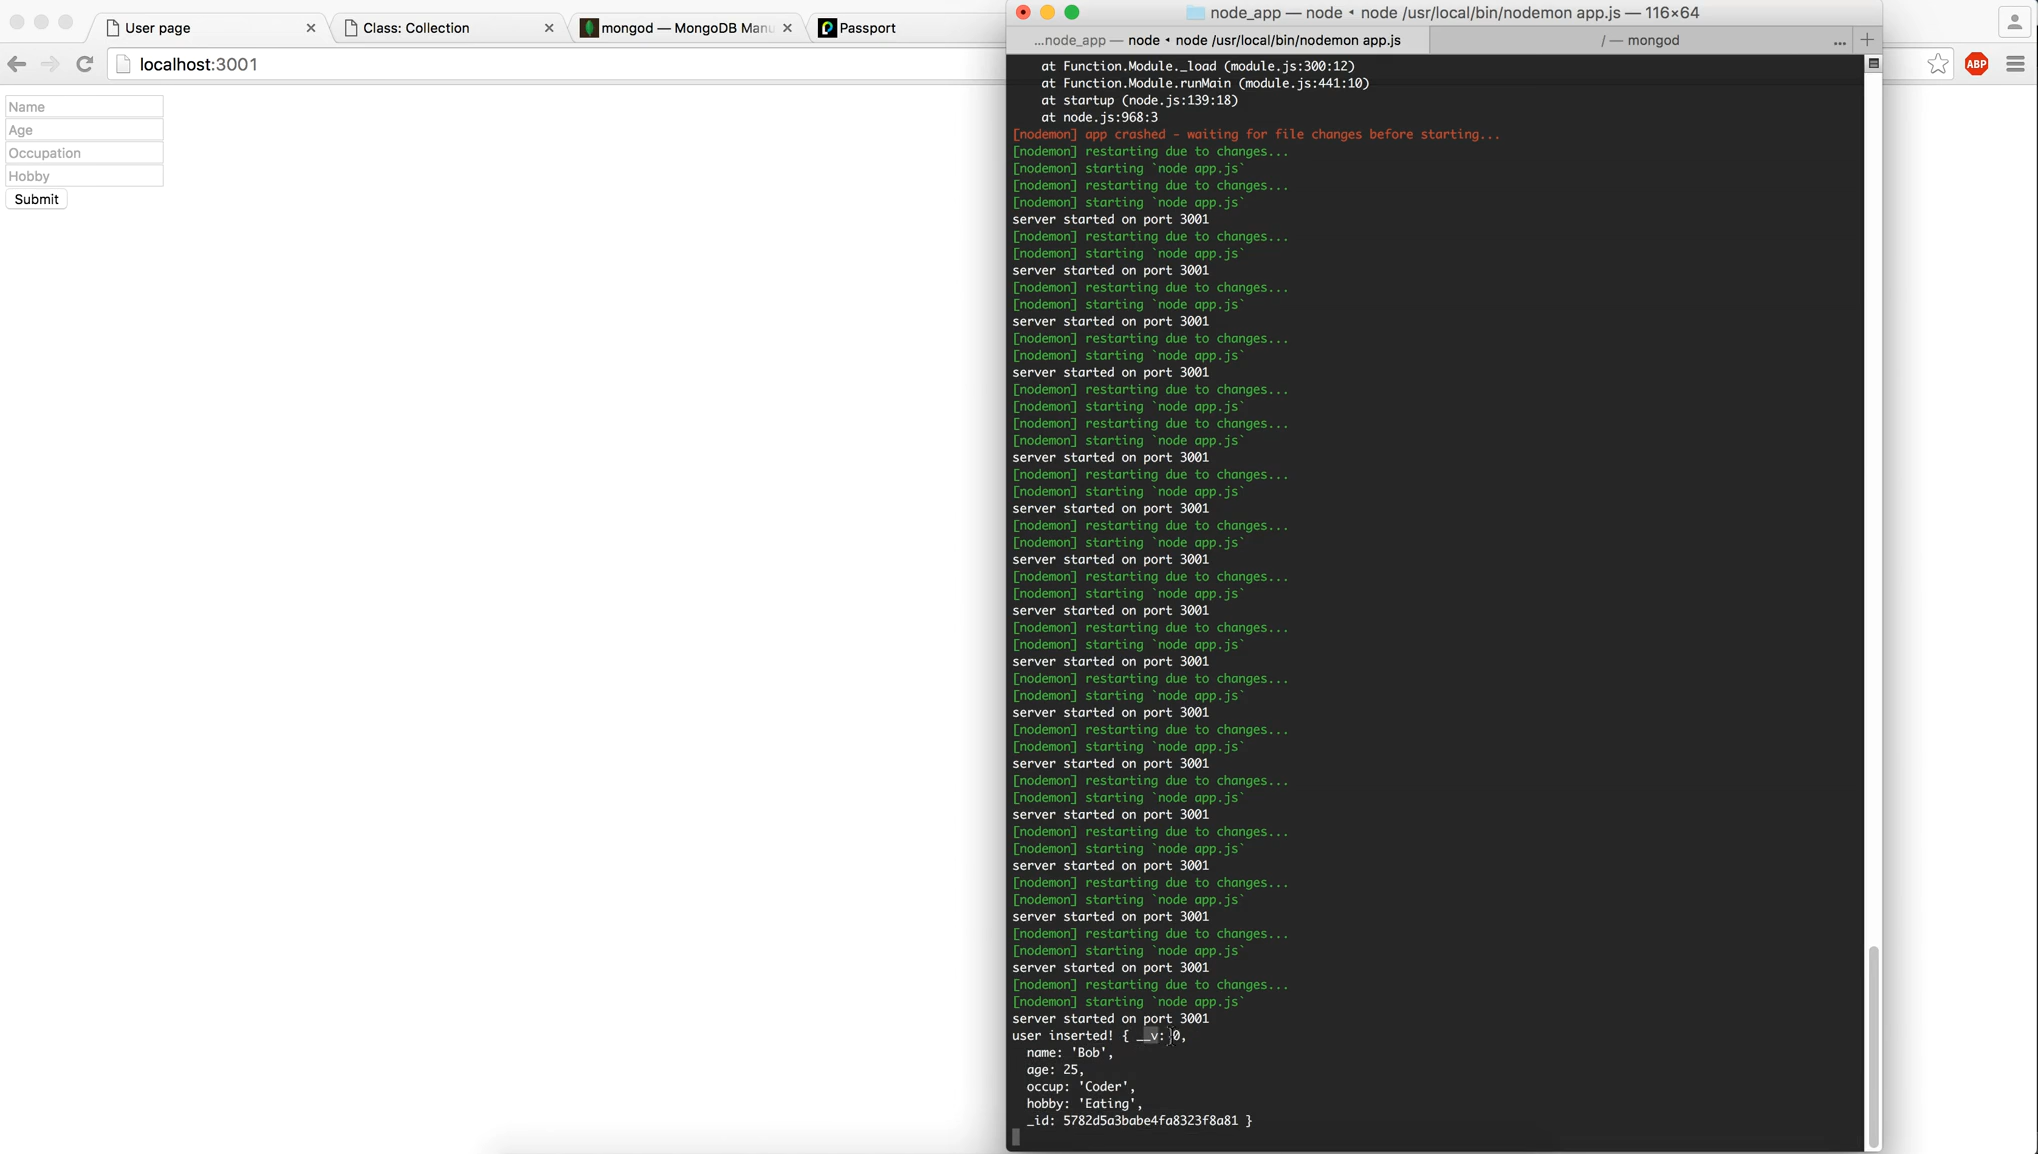 User page
Class: Collection
mongod — MongoDB Manu
Passport
localhost:3001
ABP
Name
Age
Occupation
Hobby
Submit
node_app — node ◂ node /usr/local/bin/nodemon app.js — 116×64
...node_app — node ◂ node /usr/local/bin/nodemon app.js
/ — mongod
...
at Function.Module._load (module.js:300:12)
at Function.Module.runMain (module.js:441:10)
at startup (node.js:139:18)
at node.js:968:3
[nodemon] app crashed - waiting for file changes before starting...
[nodemon] restarting due to changes...
[nodemon] starting `node app.js`
[nodemon] restarting due to changes...
[nodemon] starting `node app.js`
server started on port 3001
[nodemon] restarting due to changes...
[nodemon] starting `node app.js`
server started on port 3001
[nodemon] restarting due to changes...
[nodemon] starting `node app.js`
server started on port 3001
[nodemon] restarting due to changes...
[nodemon] starting `node app.js`
server started on port 3001
[nodemon] restarting due to changes...
[nodemon] starting `node app.js`
[nodemon] restarting due to changes...
[nodemon] starting `node app.js`
server started on port 3001
[nodemon] restarting due to changes...
[nodemon] starting `node app.js`
server started on port 3001
[nodemon] restarting due to changes...
[nodemon] starting `node app.js`
server started on port 3001
[nodemon] restarting due to changes...
[nodemon] starting `node app.js`
server started on port 3001
[nodemon] restarting due to changes...
[nodemon] starting `node app.js`
server started on port 3001
[nodemon] restarting due to changes...
[nodemon] starting `node app.js`
server started on port 3001
[nodemon] restarting due to changes...
[nodemon] starting `node app.js`
server started on port 3001
[nodemon] restarting due to changes...
[nodemon] starting `node app.js`
server started on port 3001
[nodemon] restarting due to changes...
[nodemon] starting `node app.js`
server started on port 3001
[nodemon] restarting due to changes...
[nodemon] starting `node app.js`
server started on port 3001
[nodemon] restarting due to changes...
[nodemon] starting `node app.js`
server started on port 3001
[nodemon] restarting due to changes...
[nodemon] starting `node app.js`
server started on port 3001
user inserted! { __v: 0,
name: 'Bob',
age: 25,
occup: 'Coder',
hobby: 'Eating',
_id: 5782d5a3babe4fa8323f8a81 }